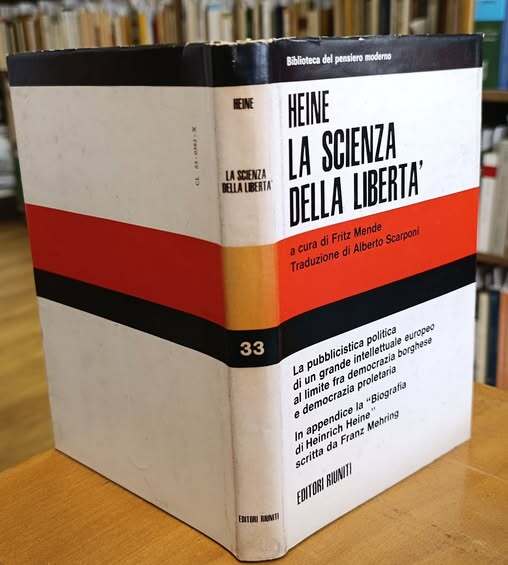 Biblioteca del pensiero moderno
HEINE
LA SCIENZA
DELLA LIBERTA'
a cura di Fritz Mende
Traduzione di Alberto Scarponi
La pubblicistica politica
di un grande intellettuale europeo
al limite fra democrazia borghese
e democrazia proletaria
In appendice la "Biografia
di Heinrich Heine"
scritta da Franz Mehring
EDITORI RIUNITI
HEINE
LA SCIENZA
DELLA LIBERTA'
33
EDITORI RIUNITI